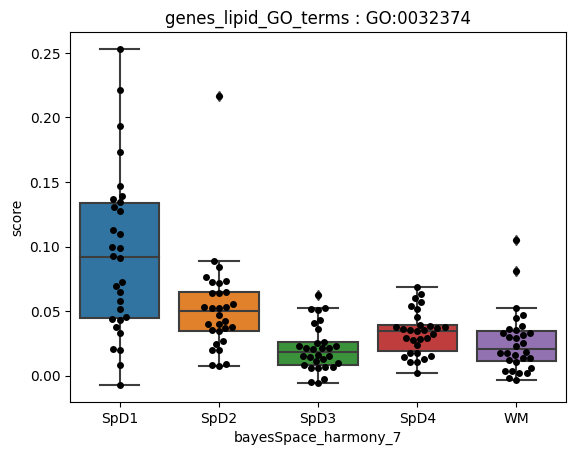 genes_lipid_GO_terms : GO:0032374
0.25
0.20
0.15
0.10
0.05
0.00
score
SpD1 SpD2 SpD3 SpD4 WM
bayesSpace_harmony_7